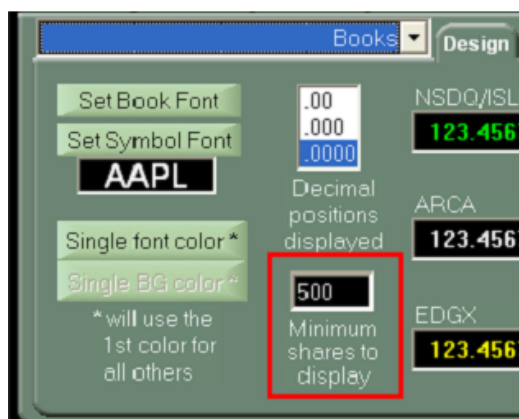 Books
Design
Set Book Font
Set Symbol Font
AAPL
Single font color *
Single BG color *
* will use the
1st color for
all others
.00
.000
.0000
Decimal
positions
displayed
500
Minimum
shares to
display
NSDQ/ISL
123.456
ARCA
123.456
EDGX
123.456